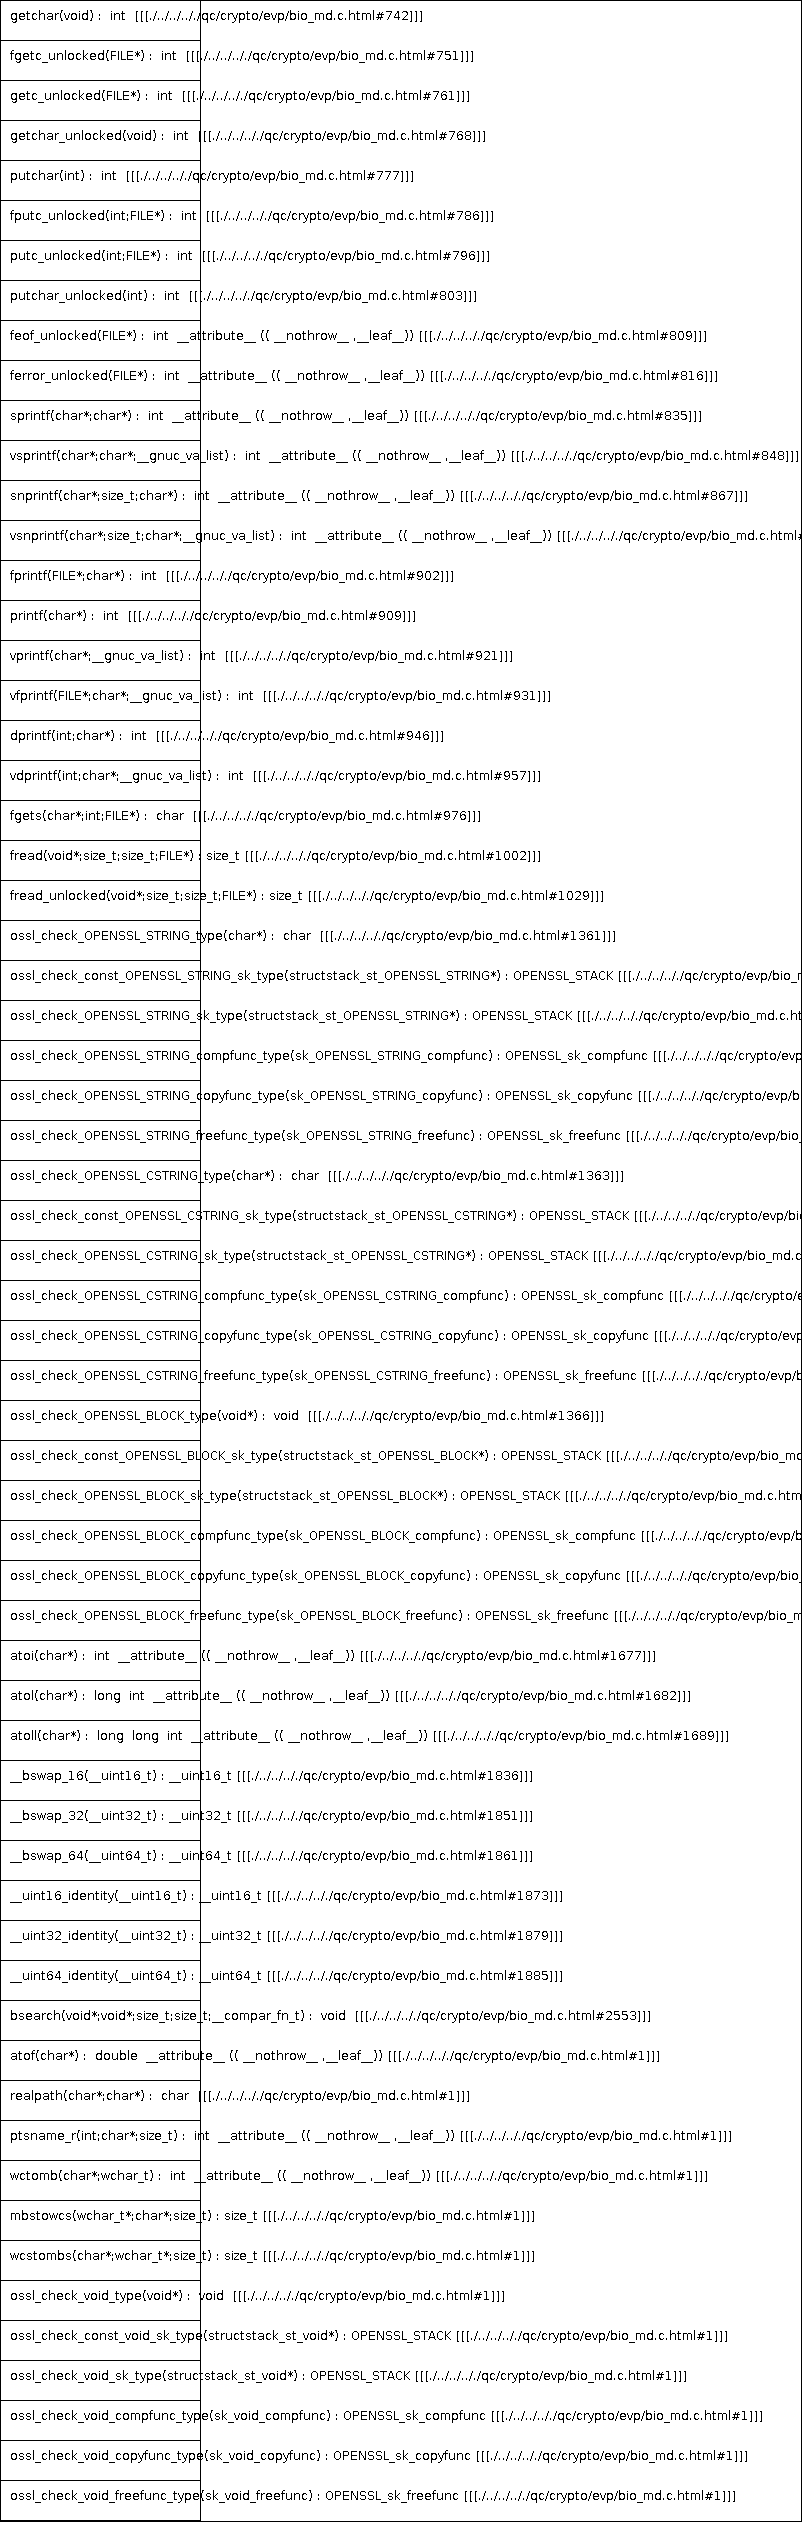 getchar(void) :  int  [[[./../../../qc/crypto/evp/bio_md.c.html#742]]]
fgetc_unlocked(FILE*) :  int  [[[./../../../qc/crypto/evp/bio_md.c.html#751]]]
getc_unlocked(FILE*) :  int  [[[./../../../qc/crypto/evp/bio_md.c.html#761]]]
getchar_unlocked(void) :  int  [[[./../../../qc/crypto/evp/bio_md.c.html#768]]]
putchar(int) :  int  [[[./../../../qc/crypto/evp/bio_md.c.html#777]]]
fputc_unlocked(int;FILE*) :  int  [[[./../../../qc/crypto/evp/bio_md.c.html#786]]]
putc_unlocked(int;FILE*) :  int  [[[./../../../qc/crypto/evp/bio_md.c.html#796]]]
putchar_unlocked(int) :  int  [[[./../../../qc/crypto/evp/bio_md.c.html#803]]]
feof_unlocked(FILE*) :  int  __attribute__ (( __nothrow__ ,__leaf__)) [[[./../../../qc/crypto/evp/bio_md.c.html#809]]]
ferror_unlocked(FILE*) :  int  __attribute__ (( __nothrow__ ,__leaf__)) [[[./../../../qc/crypto/evp/bio_md.c.html#816]]]
sprintf(char*;char*) :  int  __attribute__ (( __nothrow__ ,__leaf__)) [[[./../../../qc/crypto/evp/bio_md.c.html#835]]]
vsprintf(char*;char*;__gnuc_va_list) :  int  __attribute__ (( __nothrow__ ,__leaf__)) [[[./../../../qc/crypto/evp/bio_md.c.html#848]]]
snprintf(char*;size_t;char*) :  int  __attribute__ (( __nothrow__ ,__leaf__)) [[[./../../../qc/crypto/evp/bio_md.c.html#867]]]
vsnprintf(char*;size_t;char*;__gnuc_va_list) :  int  __attribute__ (( __nothrow__ ,__leaf__)) [[[./../../../qc/crypto/evp/bio_md.c.html#
fprintf(FILE*;char*) :  int  [[[./../../../qc/crypto/evp/bio_md.c.html#902]]]
printf(char*) :  int  [[[./../../../qc/crypto/evp/bio_md.c.html#909]]]
vprintf(char*;__gnuc_va_list) :  int  [[[./../../../qc/crypto/evp/bio_md.c.html#921]]]
vfprintf(FILE*;char*;__gnuc_va_list) :  int  [[[./../../../qc/crypto/evp/bio_md.c.html#931]]]
dprintf(int;char*) :  int  [[[./../../../qc/crypto/evp/bio_md.c.html#946]]]
vdprintf(int;char*;__gnuc_va_list) :  int  [[[./../../../qc/crypto/evp/bio_md.c.html#957]]]
fgets(char*;int;FILE*) :  char  [[[./../../../qc/crypto/evp/bio_md.c.html#976]]]
fread(void*;size_t;size_t;FILE*) : size_t [[[./../../../qc/crypto/evp/bio_md.c.html#1002]]]
fread_unlocked(void*;size_t;size_t;FILE*) : size_t [[[./../../../qc/crypto/evp/bio_md.c.html#1029]]]
ossl_check_OPENSSL_STRING_type(char*) :  char  [[[./../../../qc/crypto/evp/bio_md.c.html#1361]]]
ossl_check_const_OPENSSL_STRING_sk_type(structstack_st_OPENSSL_STRING*) : OPENSSL_STACK [[[./../../../qc/crypto/evp/bio_m
ossl_check_OPENSSL_STRING_sk_type(structstack_st_OPENSSL_STRING*) : OPENSSL_STACK [[[./../../../qc/crypto/evp/bio_md.c.ht
ossl_check_OPENSSL_STRING_compfunc_type(sk_OPENSSL_STRING_compfunc) : OPENSSL_sk_compfunc [[[./../../../qc/crypto/evp
ossl_check_OPENSSL_STRING_copyfunc_type(sk_OPENSSL_STRING_copyfunc) : OPENSSL_sk_copyfunc [[[./../../../qc/crypto/evp/b
ossl_check_OPENSSL_STRING_freefunc_type(sk_OPENSSL_STRING_freefunc) : OPENSSL_sk_freefunc [[[./../../../qc/crypto/evp/bio_
ossl_check_OPENSSL_CSTRING_type(char*) :  char  [[[./../../../qc/crypto/evp/bio_md.c.html#1363]]]
ossl_check_const_OPENSSL_CSTRING_sk_type(structstack_st_OPENSSL_CSTRING*) : OPENSSL_STACK [[[./../../../qc/crypto/evp/bi
ossl_check_OPENSSL_CSTRING_sk_type(structstack_st_OPENSSL_CSTRING*) : OPENSSL_STACK [[[./../../../qc/crypto/evp/bio_md.c
ossl_check_OPENSSL_CSTRING_compfunc_type(sk_OPENSSL_CSTRING_compfunc) : OPENSSL_sk_compfunc [[[./../../../qc/crypto/e
ossl_check_OPENSSL_CSTRING_copyfunc_type(sk_OPENSSL_CSTRING_copyfunc) : OPENSSL_sk_copyfunc [[[./../../../qc/crypto/evp
ossl_check_OPENSSL_CSTRING_freefunc_type(sk_OPENSSL_CSTRING_freefunc) : OPENSSL_sk_freefunc [[[./../../../qc/crypto/evp/b
ossl_check_OPENSSL_BLOCK_type(void*) :  void  [[[./../../../qc/crypto/evp/bio_md.c.html#1366]]]
ossl_check_const_OPENSSL_BLOCK_sk_type(structstack_st_OPENSSL_BLOCK*) : OPENSSL_STACK [[[./../../../qc/crypto/evp/bio_md
ossl_check_OPENSSL_BLOCK_sk_type(structstack_st_OPENSSL_BLOCK*) : OPENSSL_STACK [[[./../../../qc/crypto/evp/bio_md.c.htm
ossl_check_OPENSSL_BLOCK_compfunc_type(sk_OPENSSL_BLOCK_compfunc) : OPENSSL_sk_compfunc [[[./../../../qc/crypto/evp/b
ossl_check_OPENSSL_BLOCK_copyfunc_type(sk_OPENSSL_BLOCK_copyfunc) : OPENSSL_sk_copyfunc [[[./../../../qc/crypto/evp/bio_
ossl_check_OPENSSL_BLOCK_freefunc_type(sk_OPENSSL_BLOCK_freefunc) : OPENSSL_sk_freefunc [[[./../../../qc/crypto/evp/bio_m
atoi(char*) :  int  __attribute__ (( __nothrow__ ,__leaf__)) [[[./../../../qc/crypto/evp/bio_md.c.html#1677]]]
atol(char*) :  long  int  __attribute__ (( __nothrow__ ,__leaf__)) [[[./../../../qc/crypto/evp/bio_md.c.html#1682]]]
atoll(char*) :  long  long  int  __attribute__ (( __nothrow__ ,__leaf__)) [[[./../../../qc/crypto/evp/bio_md.c.html#1689]]]
__bswap_16(__uint16_t) : __uint16_t [[[./../../../qc/crypto/evp/bio_md.c.html#1836]]]
__bswap_32(__uint32_t) : __uint32_t [[[./../../../qc/crypto/evp/bio_md.c.html#1851]]]
__bswap_64(__uint64_t) : __uint64_t [[[./../../../qc/crypto/evp/bio_md.c.html#1861]]]
__uint16_identity(__uint16_t) : __uint16_t [[[./../../../qc/crypto/evp/bio_md.c.html#1873]]]
__uint32_identity(__uint32_t) : __uint32_t [[[./../../../qc/crypto/evp/bio_md.c.html#1879]]]
__uint64_identity(__uint64_t) : __uint64_t [[[./../../../qc/crypto/evp/bio_md.c.html#1885]]]
bsearch(void*;void*;size_t;size_t;__compar_fn_t) :  void  [[[./../../../qc/crypto/evp/bio_md.c.html#2553]]]
atof(char*) :  double  __attribute__ (( __nothrow__ ,__leaf__)) [[[./../../../qc/crypto/evp/bio_md.c.html#1]]]
realpath(char*;char*) :  char  [[[./../../../qc/crypto/evp/bio_md.c.html#1]]]
ptsname_r(int;char*;size_t) :  int  __attribute__ (( __nothrow__ ,__leaf__)) [[[./../../../qc/crypto/evp/bio_md.c.html#1]]]
wctomb(char*;wchar_t) :  int  __attribute__ (( __nothrow__ ,__leaf__)) [[[./../../../qc/crypto/evp/bio_md.c.html#1]]]
mbstowcs(wchar_t*;char*;size_t) : size_t [[[./../../../qc/crypto/evp/bio_md.c.html#1]]]
wcstombs(char*;wchar_t*;size_t) : size_t [[[./../../../qc/crypto/evp/bio_md.c.html#1]]]
ossl_check_void_type(void*) :  void  [[[./../../../qc/crypto/evp/bio_md.c.html#1]]]
ossl_check_const_void_sk_type(structstack_st_void*) : OPENSSL_STACK [[[./../../../qc/crypto/evp/bio_md.c.html#1]]]
ossl_check_void_sk_type(structstack_st_void*) : OPENSSL_STACK [[[./../../../qc/crypto/evp/bio_md.c.html#1]]]
ossl_check_void_compfunc_type(sk_void_compfunc) : OPENSSL_sk_compfunc [[[./../../../qc/crypto/evp/bio_md.c.html#1]]]
ossl_check_void_copyfunc_type(sk_void_copyfunc) : OPENSSL_sk_copyfunc [[[./../../../qc/crypto/evp/bio_md.c.html#1]]]
ossl_check_void_freefunc_type(sk_void_freefunc) : OPENSSL_sk_freefunc [[[./../../../qc/crypto/evp/bio_md.c.html#1]]]